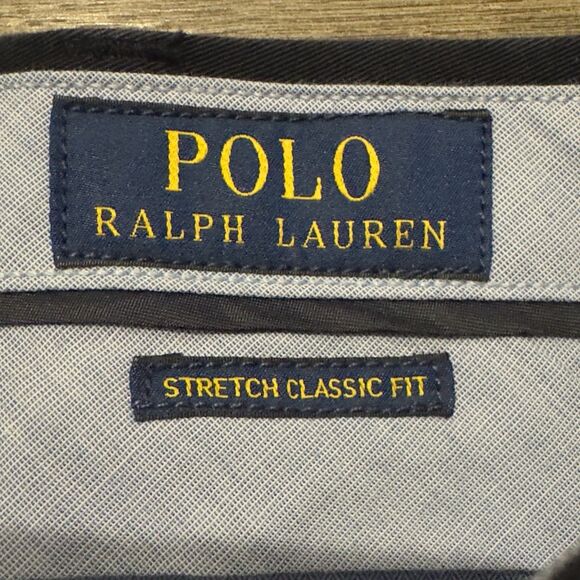 POLO
RALPH LAUREN
STRETCH CLASSIC FIT